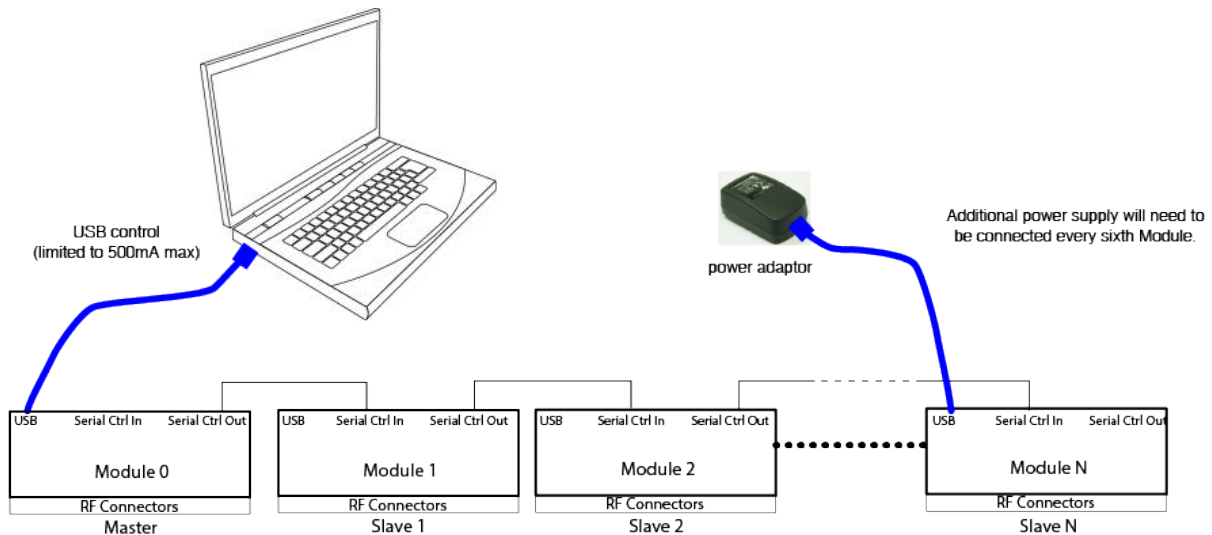 USB control
(limited to 500mA max)
power adaptor
Additional power supply will need to
be connected every sixth Module.
USB Serial Ctrl In Serial Ctrl Out
Module 0
RF Connectors
Master
USB Serial Ctrl In Serial Ctrl Out
Module 1
RF Connectors
Slave 1
USB Serial Ctrl In Serial Ctrl Out
Module 2
RF Connectors
Slave 2
USB Serial Ctrl In Serial Ctrl Out
Module N
RF Connectors
Slave N